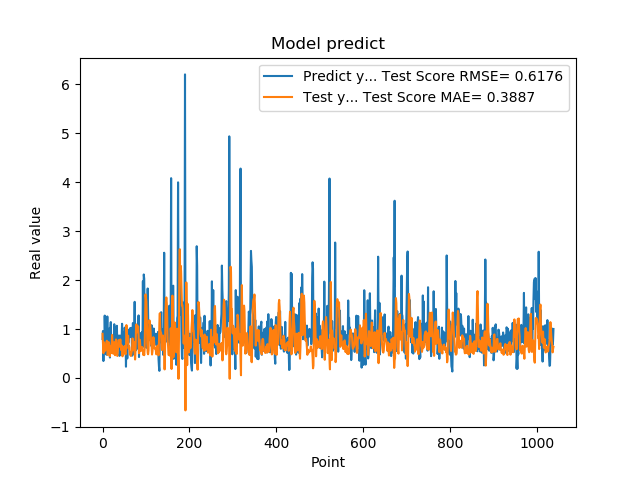 Model predict
Predict y... Test Score RMSE= 0.6176
Test y... Test Score MAE= 0.3887
6
5
4
3
2
1
0
−1
Real value
0 200 400 600 800 1000
Point